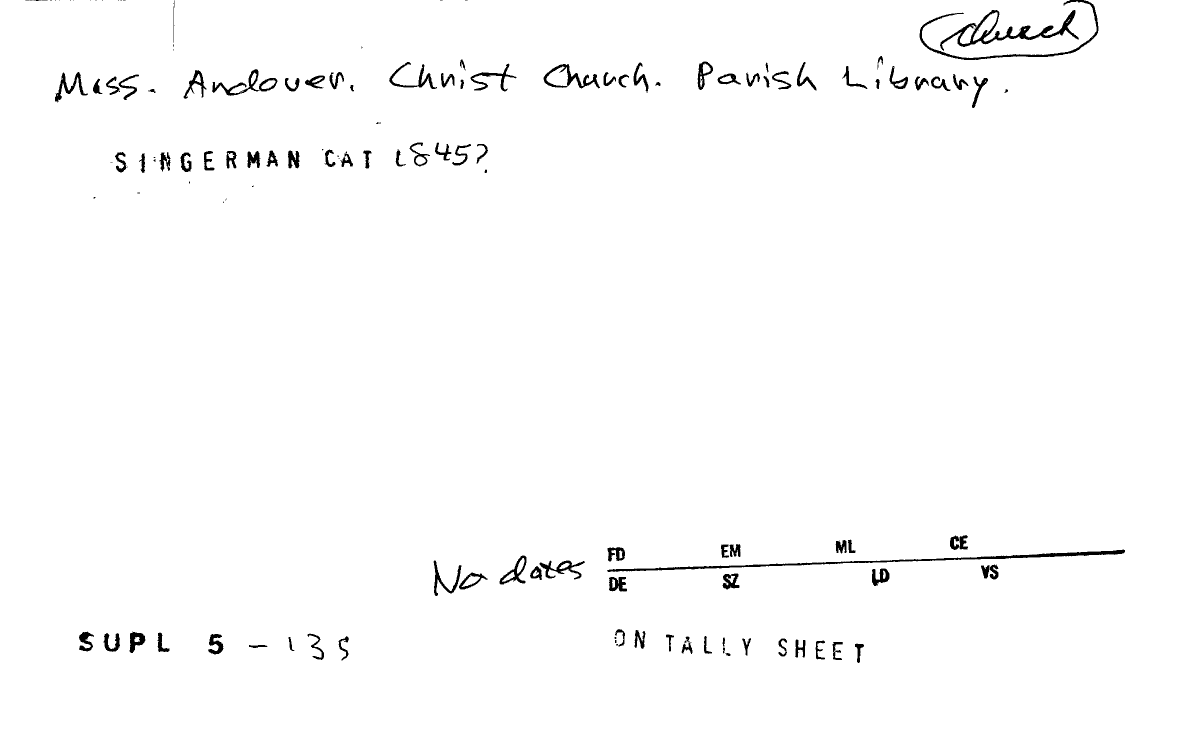 Church
Mass. Andover. Christ Church. Parish Library.
SINGERMAN CAT 1845?
FD EM ML CE
No dates
DE SZ LD VS
SUPL 5 - 135
ON TALLY SHEET